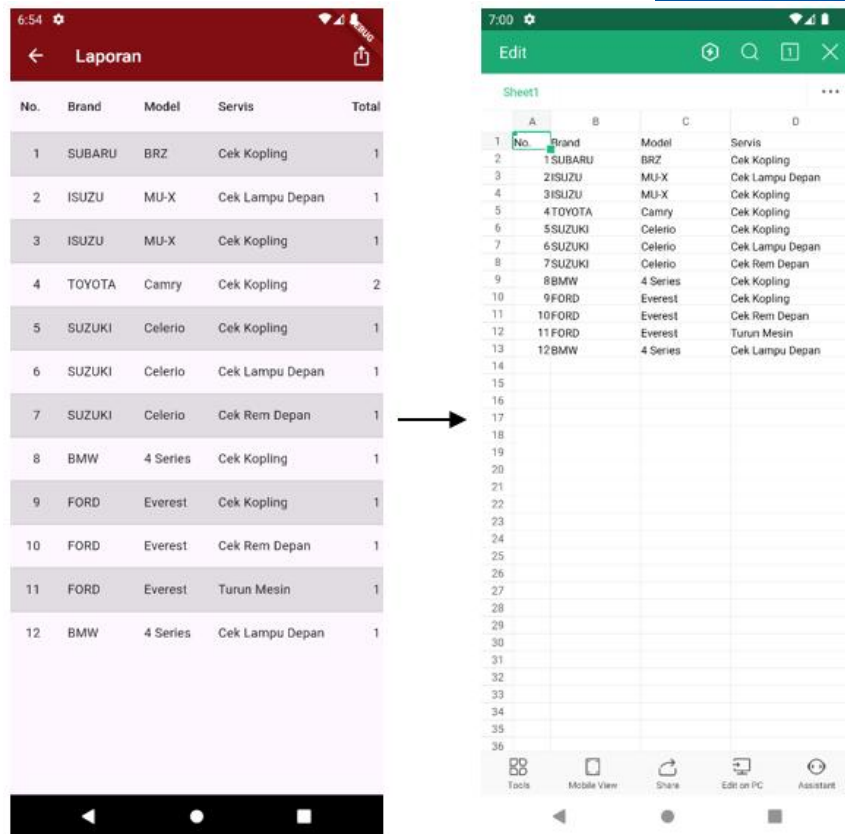 6:54
DEBUG
Laporan
No. Brand Model Servis Total
1 SUBARU BRZ Cek Kopling 1
2 ISUZU MU-X Cek Lampu Depan 1
3 ISUZU MU-X Cek Kopling 1
4 TOYOTA Camry Cek Kopling 2
5 SUZUKI Celerio Cek Kopling 1
6 SUZUKI Celerio Cek Lampu Depan 1
7 SUZUKI Celerio Cek Rem Depan 1
8 BMW 4 Series Cek Kopling 1
9 FORD Everest Cek Kopling 1
10 FORD Everest Cek Rem Depan 1
11 FORD Everest Turun Mesin 1
12 BMW 4 Series Cek Lampu Depan 1
7:00
Edit 1
Sheet1
A B C D
1 No. Brand Model Servis
2 1 SUBARU BRZ Cek Kopling
3 2 ISUZU MU-X Cek Lampu Depan
4 3 ISUZU MU-X Cek Kopling
5 4 TOYOTA Camry Cek Kopling
6 5 SUZUKI Celerio Cek Kopling
7 6 SUZUKI Celerio Cek Lampu Depan
8 7 SUZUKI Celerio Cek Rem Depan
9 8 BMW 4 Series Cek Kopling
10 9 FORD Everest Cek Kopling
11 10 FORD Everest Cek Rem Depan
12 11 FORD Everest Turun Mesin
13 12 BMW 4 Series Cek Lampu Depan
14
15
16
17
18
19
20
21
22
23
24
25
26
27
28
29
30
31
32
33
34
35
36
Tools Mobile View Share Edit on PC Assistant